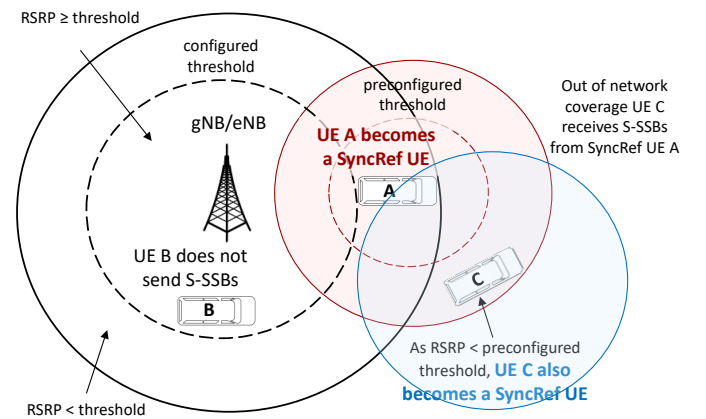 RSRP ≥ threshold
configured
threshold
gNB/eNB
UE B does not
send S-SSBs
B
RSRP < threshold
preconfigured
threshold
UE A becomes
a SyncRef UE
A
Out of network
coverage UE C
receives S-SSBs
from SyncRef UE A
C
As RSRP < preconfigured
threshold, UE C also
becomes a SyncRef UE